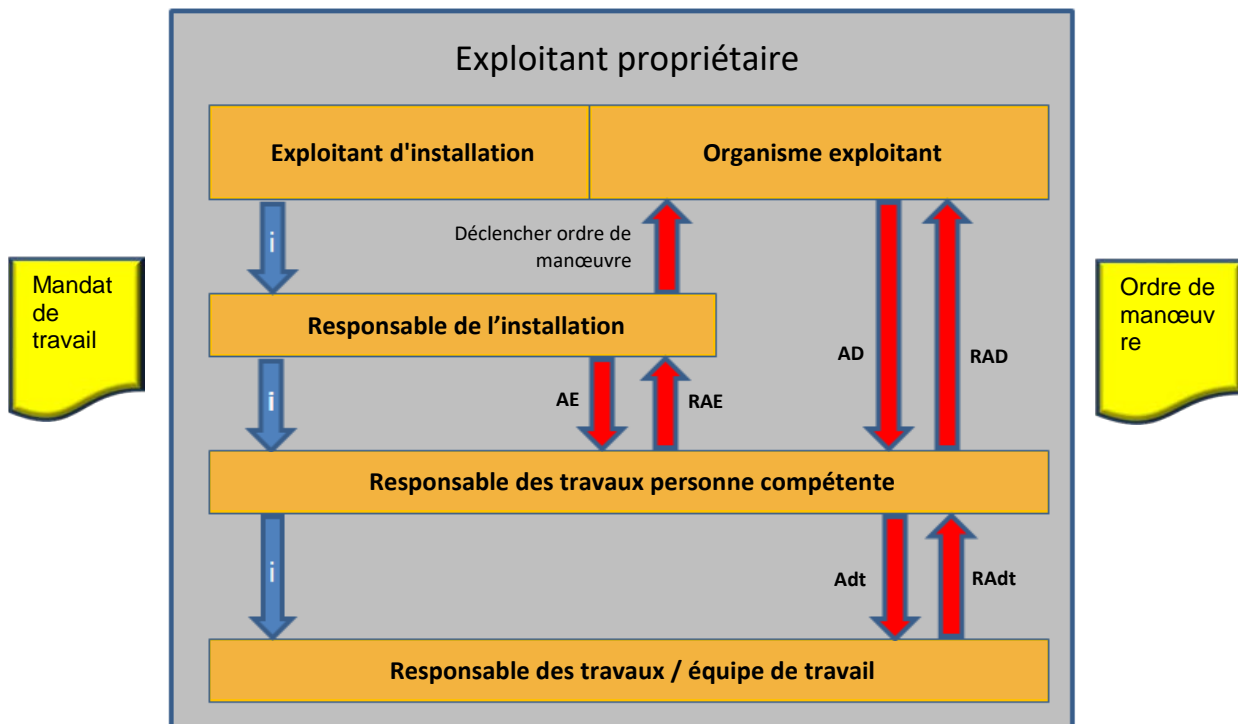 Exploitant propriétaire
Exploitant d'installation
Organisme exploitant
i
Déclencher ordre de
manœuvre
Mandat
de
travail
Ordre de
manœuv
re
Responsable de l’installation
AD
RAD
i
AE
RAE
Responsable des travaux personne compétente
i
Adt
RAdt
Responsable des travaux / équipe de travail